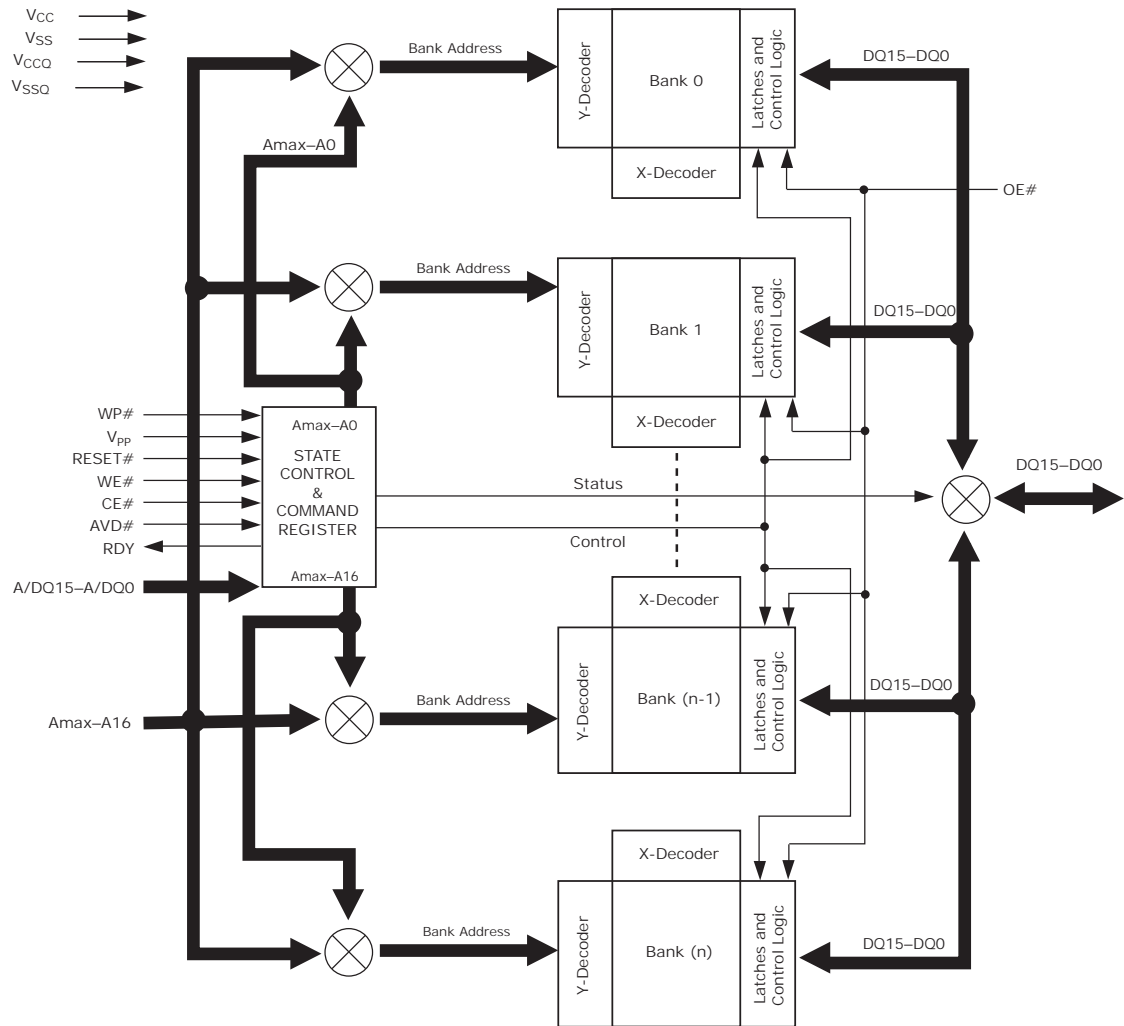 VCC
VSS
VCCQ
VSSQ
Bank Address
Y-Decoder
Bank 0
Latches and
Control Logic
DQ15–DQ0
Amax–A0
X-Decoder
OE#
Bank Address
Y-Decoder
Bank 1
Latches and
Control Logic
DQ15–DQ0
X-Decoder
WP#
VPP
RESET#
WE#
CE#
AVD#
RDY
A/DQ15–A/DQ0
Amax–A0
STATE
CONTROL
&
COMMAND
REGISTER
Amax–A16
Status
Control
DQ15–DQ0
X-Decoder
Amax–A16
Bank Address
Y-Decoder
Bank (n-1)
Latches and
Control Logic
DQ15–DQ0
X-Decoder
Bank Address
Y-Decoder
Bank (n)
Latches and
Control Logic
DQ15–DQ0